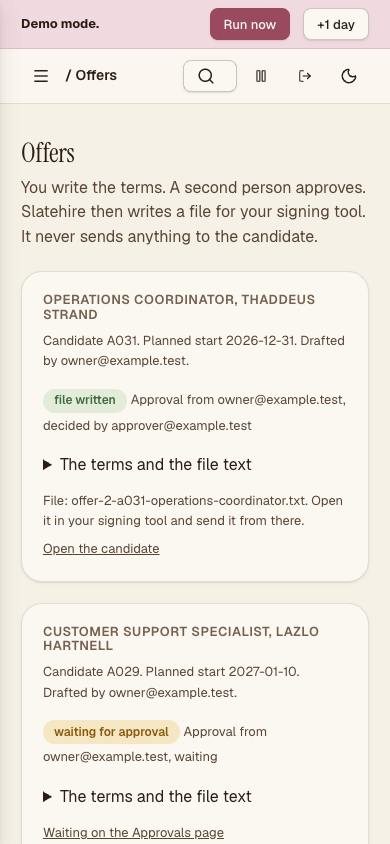 Demo mode.
Run now
+1 day
/ Offers
Offers
You write the terms. A second person approves.
Slatehire then writes a file for your signing tool.
It never sends anything to the candidate.
OPERATIONS COORDINATOR, THADDEUS
STRAND
Candidate A031. Planned start 2026-12-31. Drafted
by owner@example.test.
file written Approval from owner@example.test,
decided by approver@example.test
The terms and the file text
File: offer-2-a031-operations-coordinator.txt. Open
it in your signing tool and send it from there.
Open the candidate
CUSTOMER SUPPORT SPECIALIST, LAZLO
HARTNELL
Candidate A029. Planned start 2027-01-10.
Drafted by owner@example.test.
waiting for approval Approval from
owner@example.test, waiting
The terms and the file text
Waiting on the Approvals page